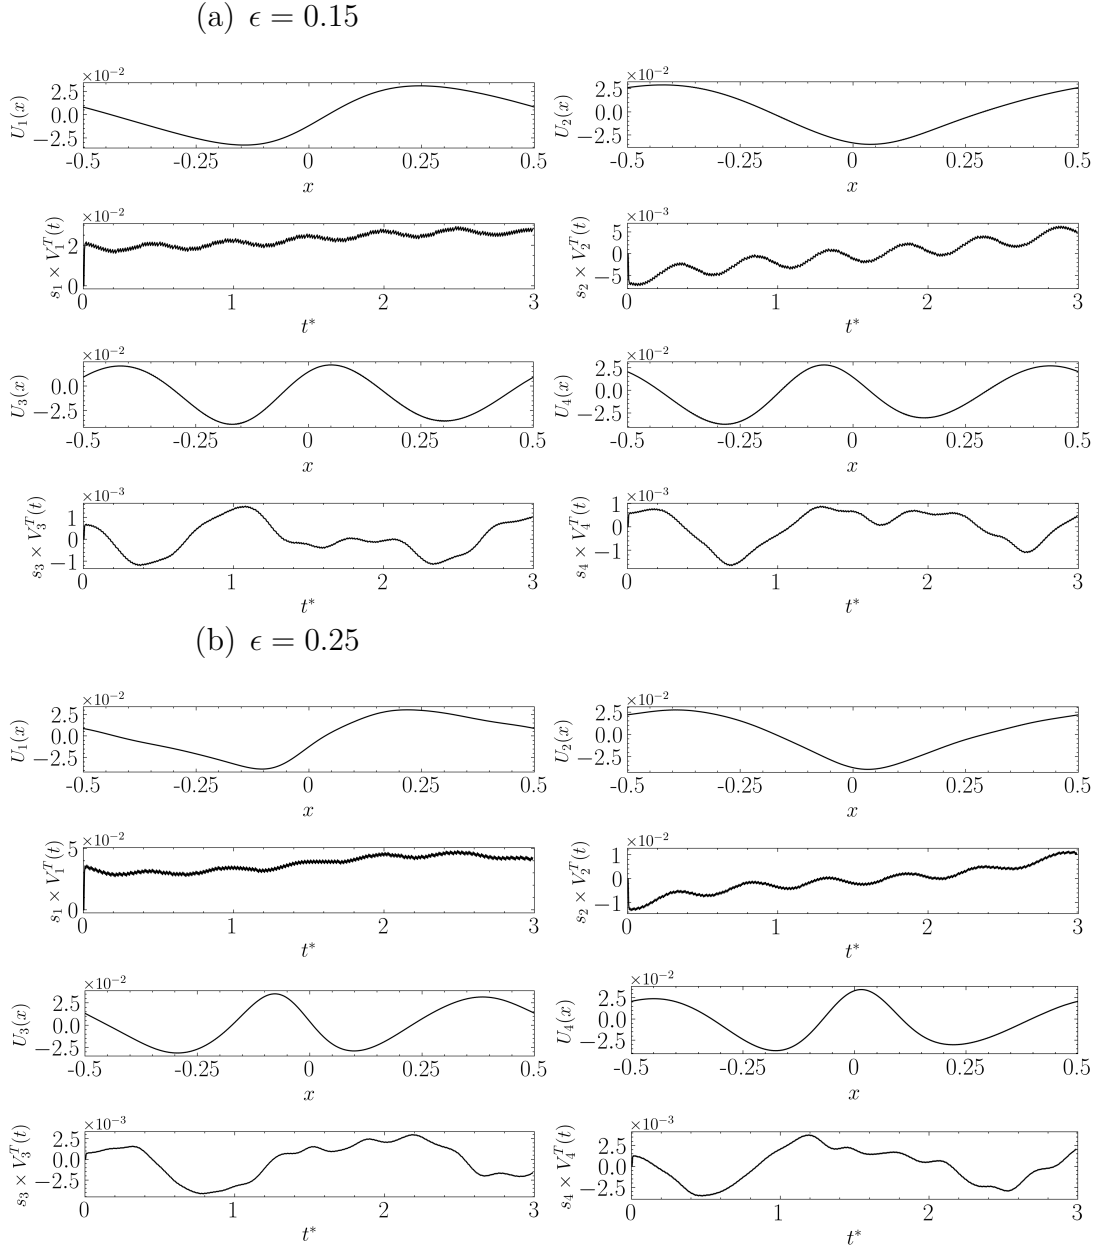 (a) ϵ = 0.15
×10⁻² ×10⁻²
U₁(x) 2.5 0.0 −2.5 U₂(x) 2.5 0.0 −2.5
-0.5 -0.25 0 0.25 0.5 -0.5 -0.25 0 0.25 0.5
x x
×10⁻² ×10⁻³
s₁ × V₁ᵀ(t) 2 0 s₂ × V₂ᵀ(t) 5 0 −5
0 1 2 3 0 1 2 3
t* t*
×10⁻² ×10⁻²
U₃(x) 0.0 −2.5 U₄(x) 2.5 0.0 −2.5
-0.5 -0.25 0 0.25 0.5 -0.5 -0.25 0 0.25 0.5
x x
×10⁻³ ×10⁻³
s₃ × V₃ᵀ(t) 1 0 −1 s₄ × V₄ᵀ(t) 1 0 −1
0 1 2 3 0 1 2 3
t* t*
(b) ϵ = 0.25
×10⁻² ×10⁻²
U₁(x) 2.5 0.0 −2.5 U₂(x) 2.5 0.0 −2.5
-0.5 -0.25 0 0.25 0.5 -0.5 -0.25 0 0.25 0.5
x x
×10⁻² ×10⁻²
s₁ × V₁ᵀ(t) 5 0 s₂ × V₂ᵀ(t) 1 0 −1
0 1 2 3 0 1 2 3
t* t*
×10⁻² ×10⁻²
U₃(x) 2.5 0.0 −2.5 U₄(x) 2.5 0.0 −2.5
-0.5 -0.25 0 0.25 0.5 -0.5 -0.25 0 0.25 0.5
x x
×10⁻³ ×10⁻³
s₃ × V₃ᵀ(t) 2.5 0.0 −2.5 s₄ × V₄ᵀ(t) 2.5 0.0 −2.5
0 1 2 3 0 1 2 3
t* t*